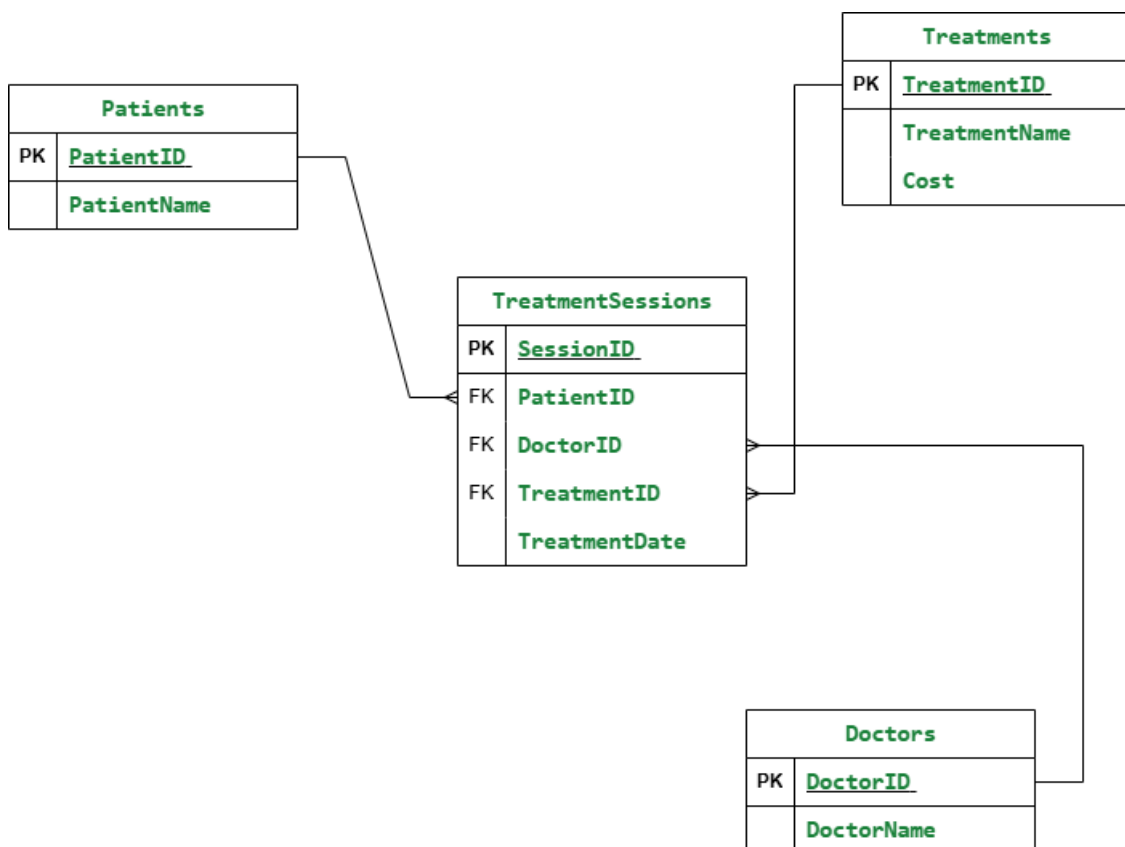 Treatments
PK TreatmentID
TreatmentName
Cost
Patients
PK PatientID
PatientName
TreatmentSessions
PK SessionID
FK PatientID
FK DoctorID
FK TreatmentID
TreatmentDate
Doctors
PK DoctorID
DoctorName